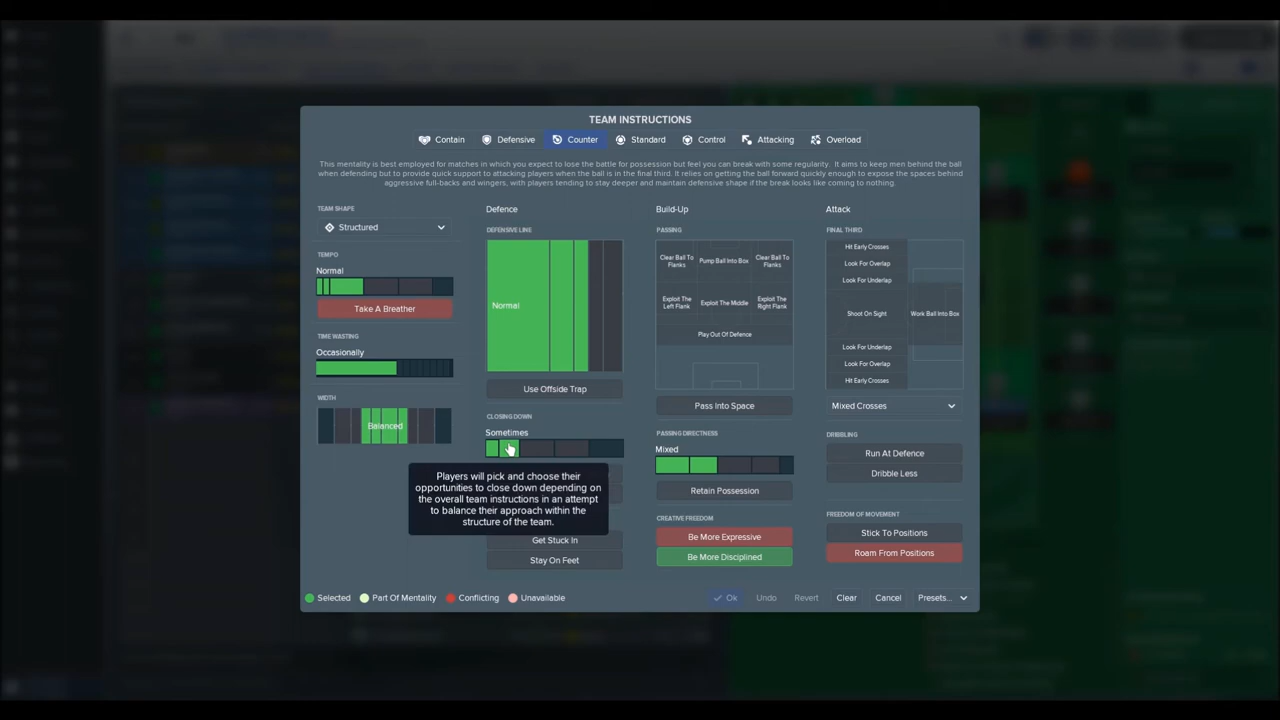 TEAM INSTRUCTIONS
Contain
Defensive
Counter
Standard
Control
Attacking
Overload
This mentality is best employed for matches in which you expect to lose the battle for possession but feel you can break with some regularity. It aims to keep men behind the ball
when defending but to provide quick support to attacking players when the ball is in the final third. It relies on getting the ball forward quickly enough to expose the spaces behind
aggressive full-backs and wingers, with players tending to stay deeper and maintain defensive shape if the break looks like coming to nothing.
TEAM SHAPE
Structured
TEMPO
Normal
Take A Breather
TIME WASTING
Occasionally
WIDTH
Balanced
Defence
DEFENSIVE LINE
Normal
Use Offside Trap
CLOSING DOWN
Sometimes
Players will pick and choose their
opportunities to close down depending on
the overall team instructions in an attempt
to balance their approach within the
structure of the team.
Get Stuck In
Stay On Feet
Build-Up
PASSING
Clear Ball To
Flanks
Pump Ball Into Box
Clear Ball To
Flanks
Exploit The
Left Flank
Exploit The Middle
Exploit The
Right Flank
Play Out Of Defence
Pass Into Space
PASSING DIRECTNESS
Mixed
Retain Possession
CREATIVE FREEDOM
Be More Expressive
Be More Disciplined
Attack
FINAL THIRD
Hit Early Crosses
Look For Overlap
Look For Underlap
Shoot On Sight
Work Ball Into Box
Look For Underlap
Look For Overlap
Hit Early Crosses
Mixed Crosses
DRIBBLING
Run At Defence
Dribble Less
FREEDOM OF MOVEMENT
Stick To Positions
Roam From Positions
Selected
Part Of Mentality
Conflicting
Unavailable
Ok
Undo
Revert
Clear
Cancel
Presets...